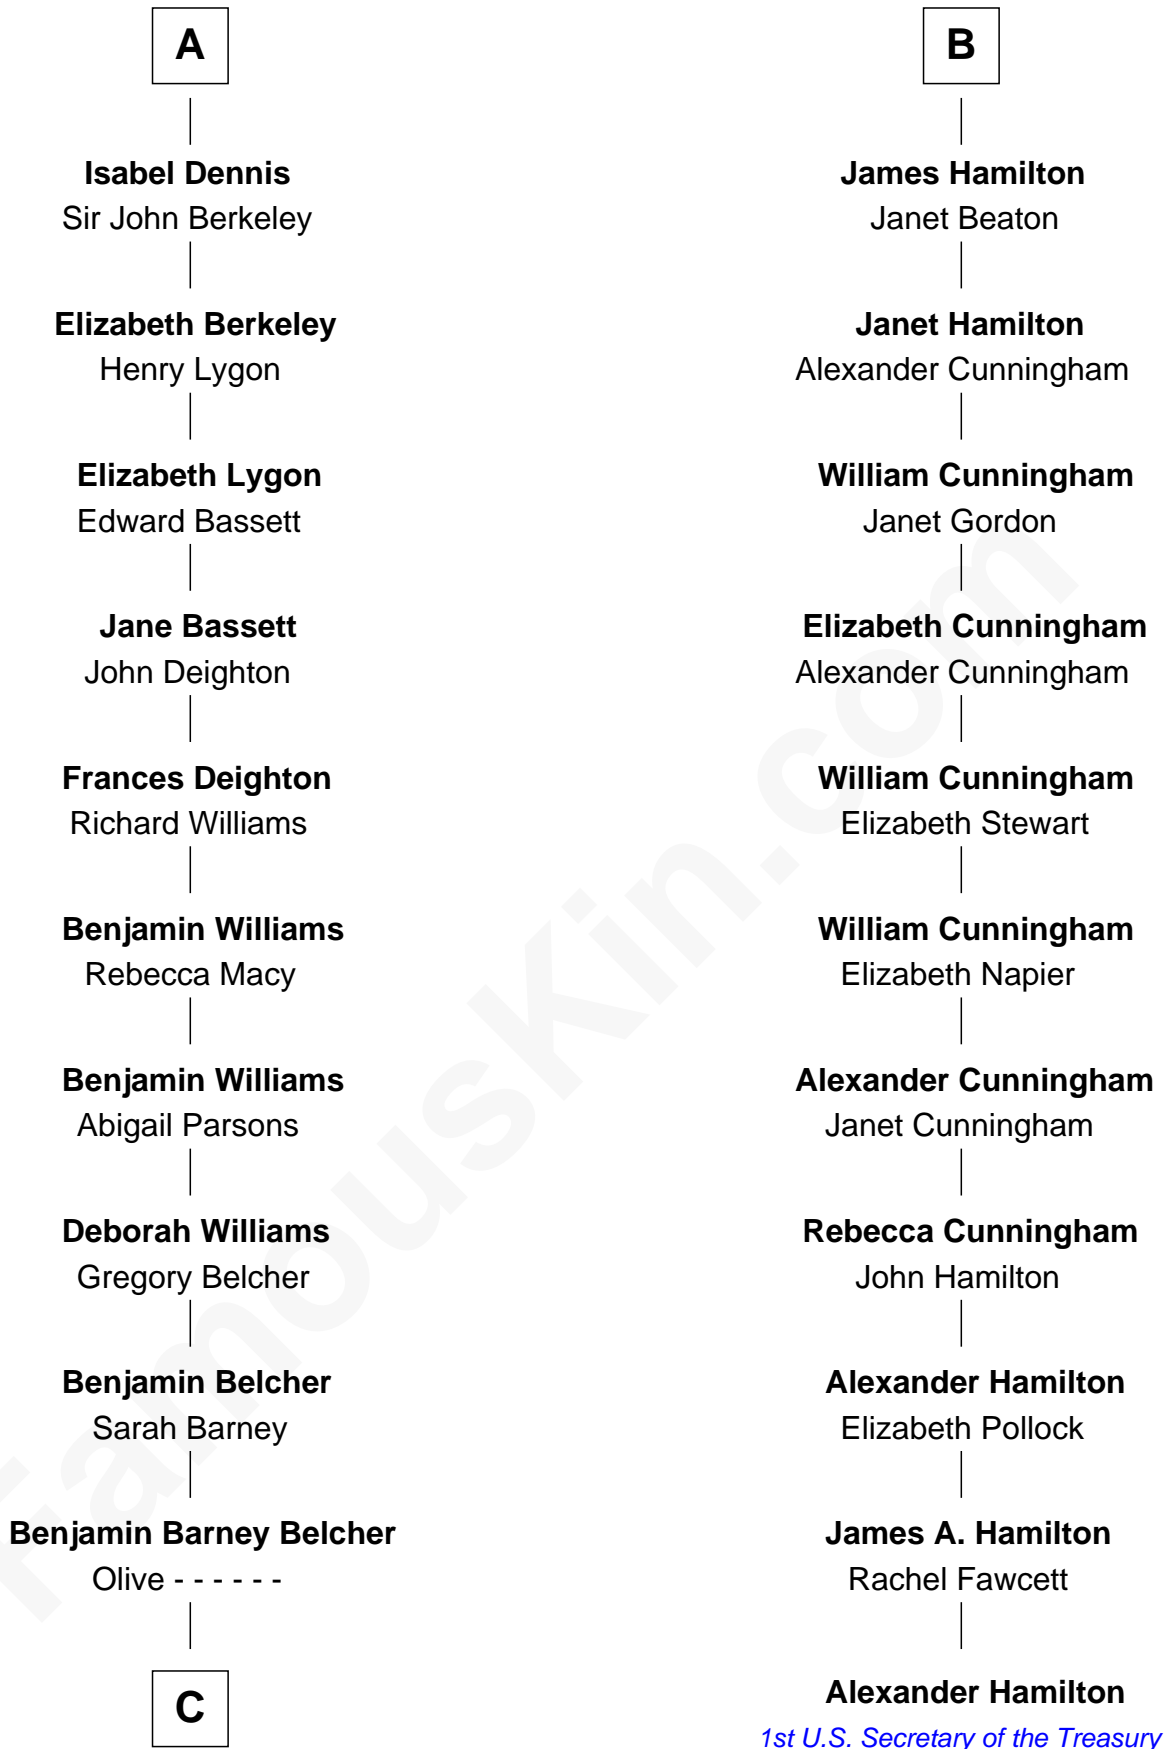 A
Isabel Dennis
Sir John Berkeley
Elizabeth Berkeley
Henry Lygon
Elizabeth Lygon
Edward Bassett
Jane Bassett
John Deighton
Frances Deighton
Richard Williams
Benjamin Williams
Rebecca Macy
Benjamin Williams
Abigail Parsons
Deborah Williams
Gregory Belcher
Benjamin Belcher
Sarah Barney
Benjamin Barney Belcher
Olive - - - - - -
C
B
James Hamilton
Janet Beaton
Janet Hamilton
Alexander Cunningham
William Cunningham
Janet Gordon
Elizabeth Cunningham
Alexander Cunningham
William Cunningham
Elizabeth Stewart
William Cunningham
Elizabeth Napier
Alexander Cunningham
Janet Cunningham
Rebecca Cunningham
John Hamilton
Alexander Hamilton
Elizabeth Pollock
James A. Hamilton
Rachel Fawcett
Alexander Hamilton
1st U.S. Secretary of the Treasury
FamousKin.com